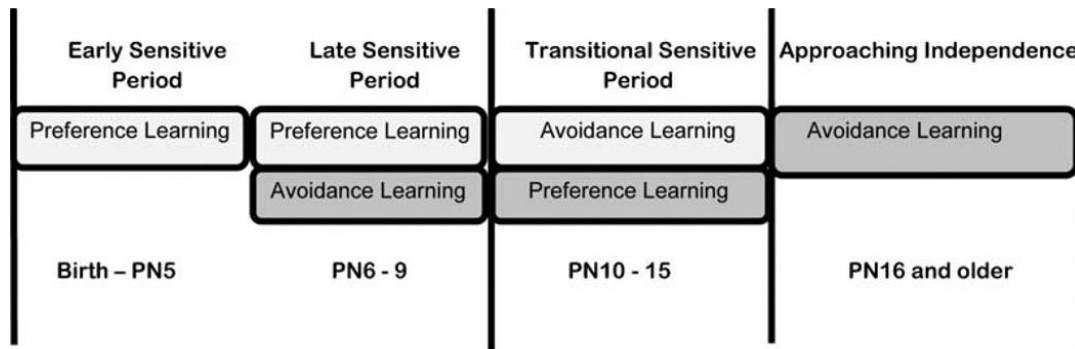 Early Sensitive
Period
Late Sensitive
Period
Transitional Sensitive
Period
Approaching Independence
Preference Learning
Preference Learning
Avoidance Learning
Avoidance Learning
Avoidance Learning
Preference Learning
Birth – PN5
PN6 - 9
PN10 - 15
PN16 and older